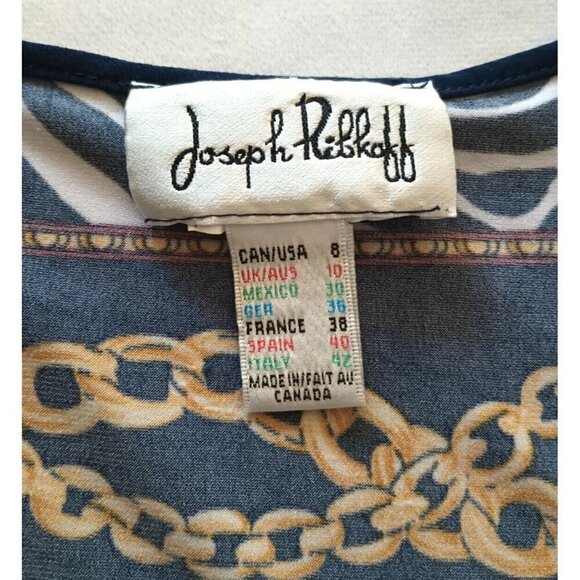 Joseph Ribkoff
CAN/USA 8
UK/AUS 10
MEXICO 30
GER 36
FRANCE 38
SPAIN 40
ITALY 42
MADE IN/FAIT AU
CANADA